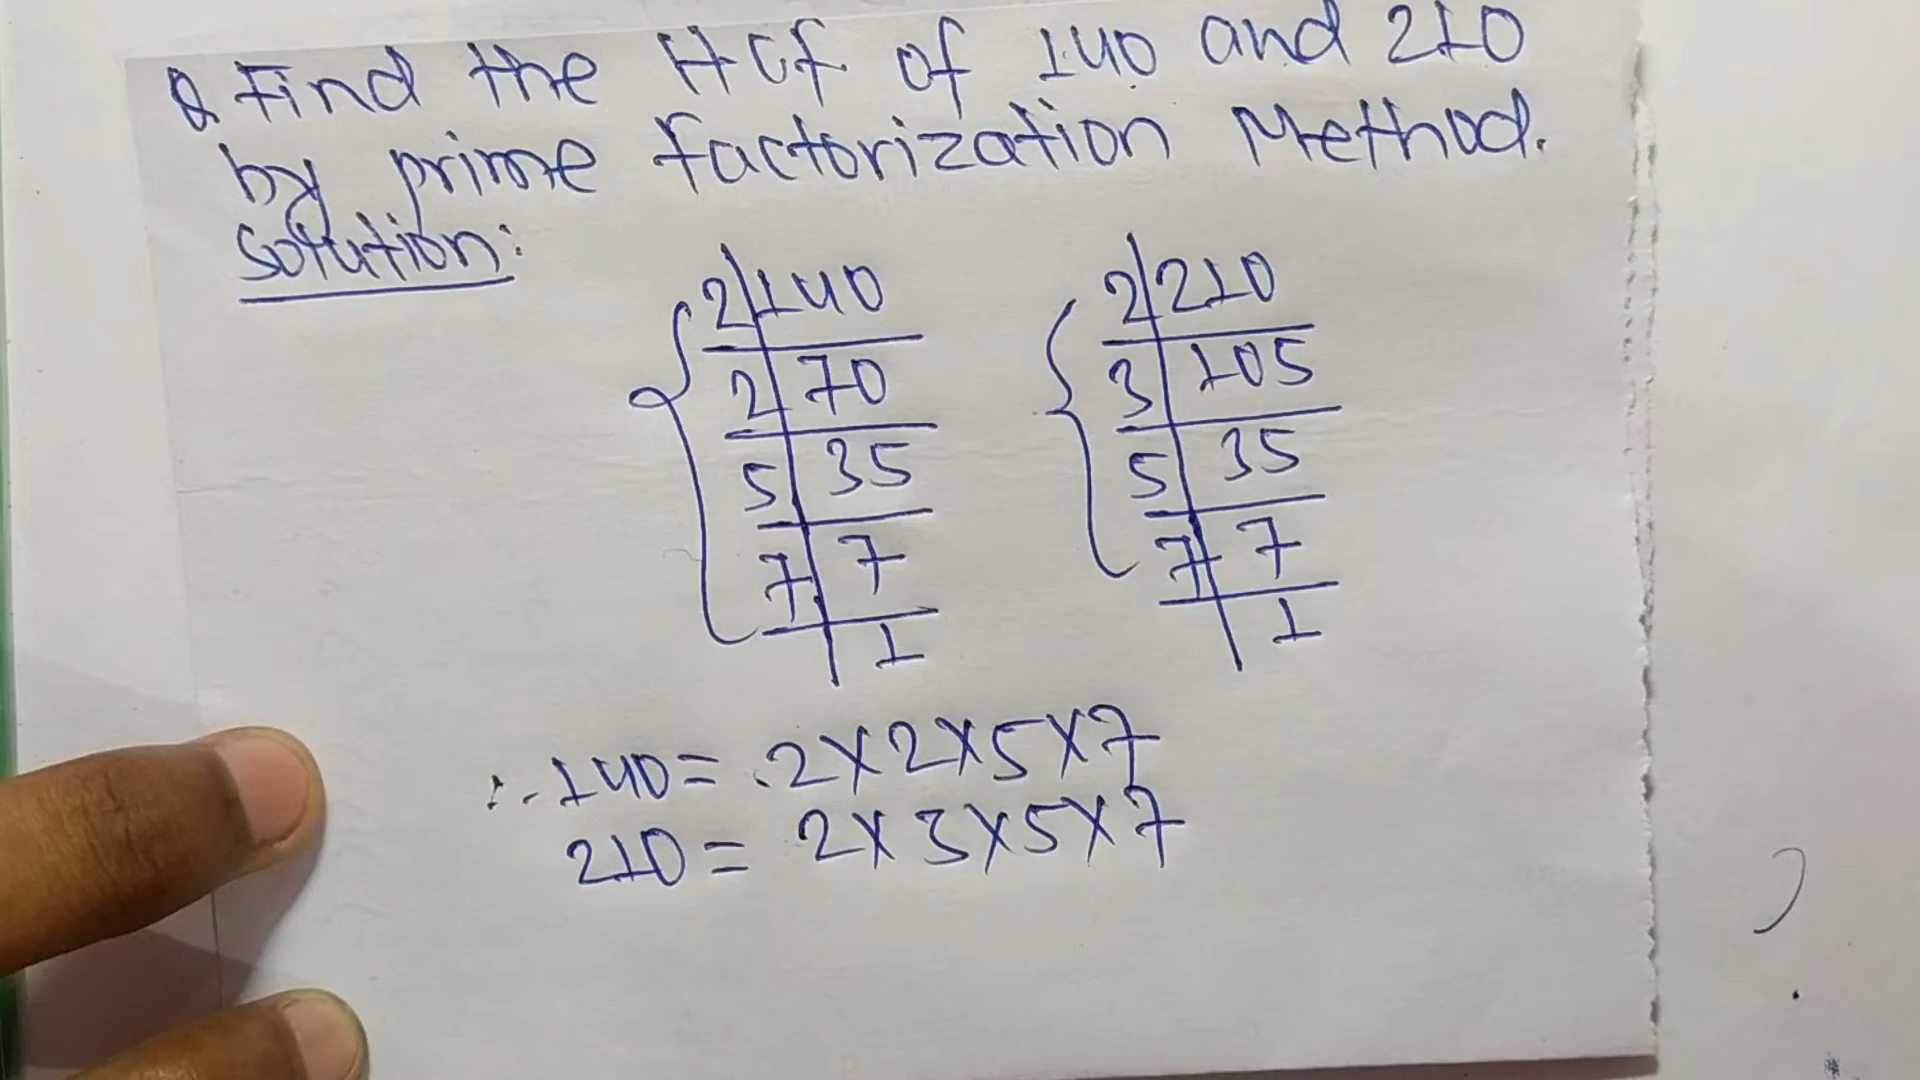 Q Find the HCF of 140 and 210
by prime factorization Method.
Solution:
2 140
2 70
5 35
7 7
1
2 210
3 105
5 35
7 7
1
∴ 140 = 2×2×5×7
210 = 2×3×5×7